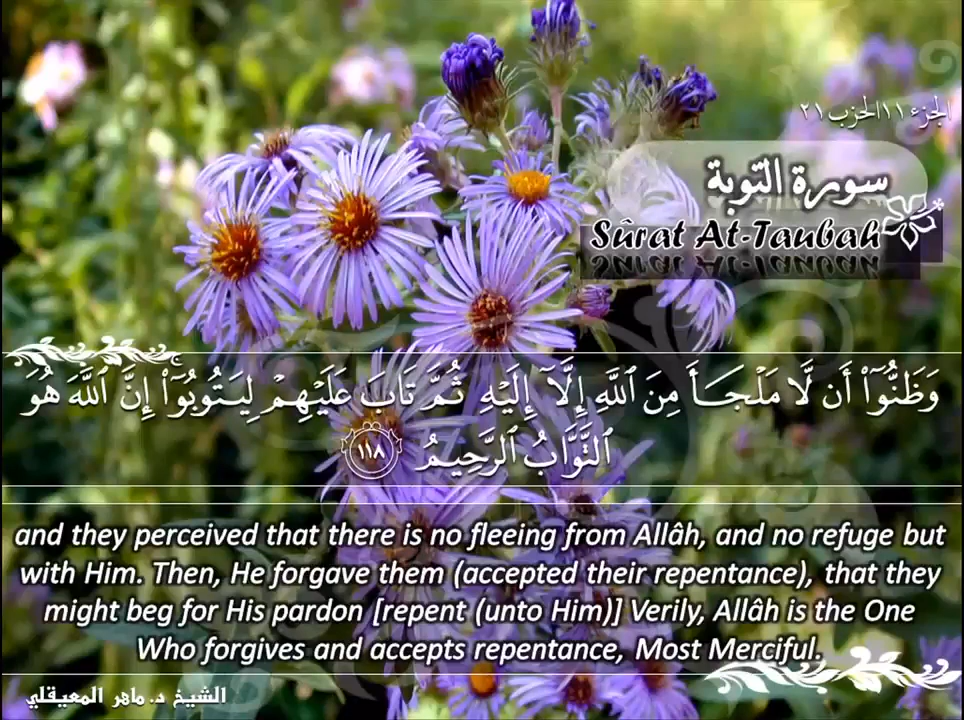 الجزء ١١ الحزب ٢١
سورة التوبة
Sûrat At-Taubah
وَظَنُّوٓا۟ أَن لَّا مَلْجَأَ مِنَ ٱللَّهِ إِلَّآ إِلَيْهِ ثُمَّ تَابَ عَلَيْهِمْ لِيَتُوبُوٓا۟ إِنَّ ٱللَّهَ هُوَ
ٱلتَّوَّابُ ٱلرَّحِيمُ ١١٨
and they perceived that there is no fleeing from Allâh, and no refuge but
with Him. Then, He forgave them (accepted their repentance), that they
might beg for His pardon [repent (unto Him)] Verily, Allâh is the One
Who forgives and accepts repentance, Most Merciful.
الشيخ د. ماهر المعيقلي